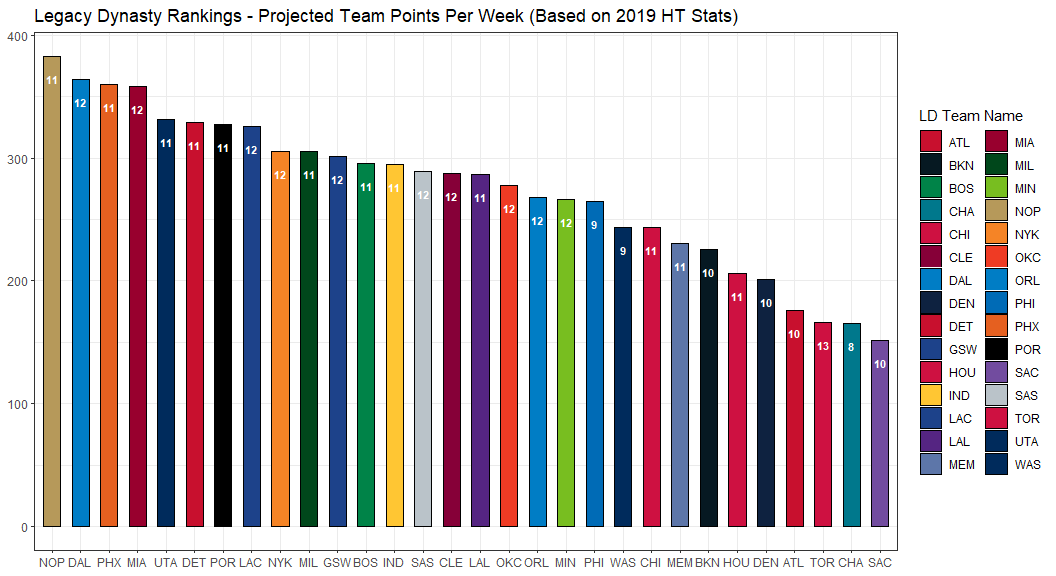 Legacy Dynasty Rankings - Projected Team Points Per Week (Based on 2019 HT Stats)
400
300
200
100
0
11 12 11 12 11 11 11 12 12 11 12 11 11 12 12 11 12 12 12 9 9 11 11 10 11 10 10 13 8 10
NOP DAL PHX MIA UTA DET POR LAC NYK MIL GSW BOS IND SAS CLE LAL OKC ORL MIN PHI WAS CHI MEM BKN HOU DEN ATL TOR CHA SAC
LD Team Name
ATL MIA
BKN MIL
BOS MIN
CHA NOP
CHI NYK
CLE OKC
DAL ORL
DEN PHI
DET PHX
GSW POR
HOU SAC
IND SAS
LAC TOR
LAL UTA
MEM WAS